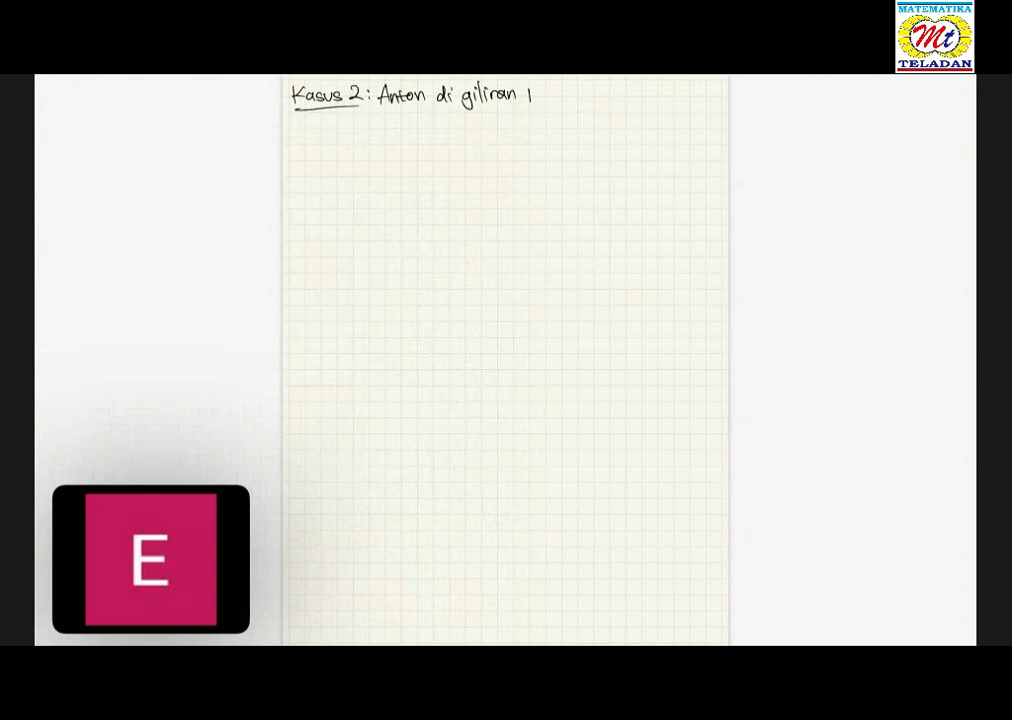 MATEMATIKA
Mt
TELADAN
Kasus 2: Anton di giliran 1
E